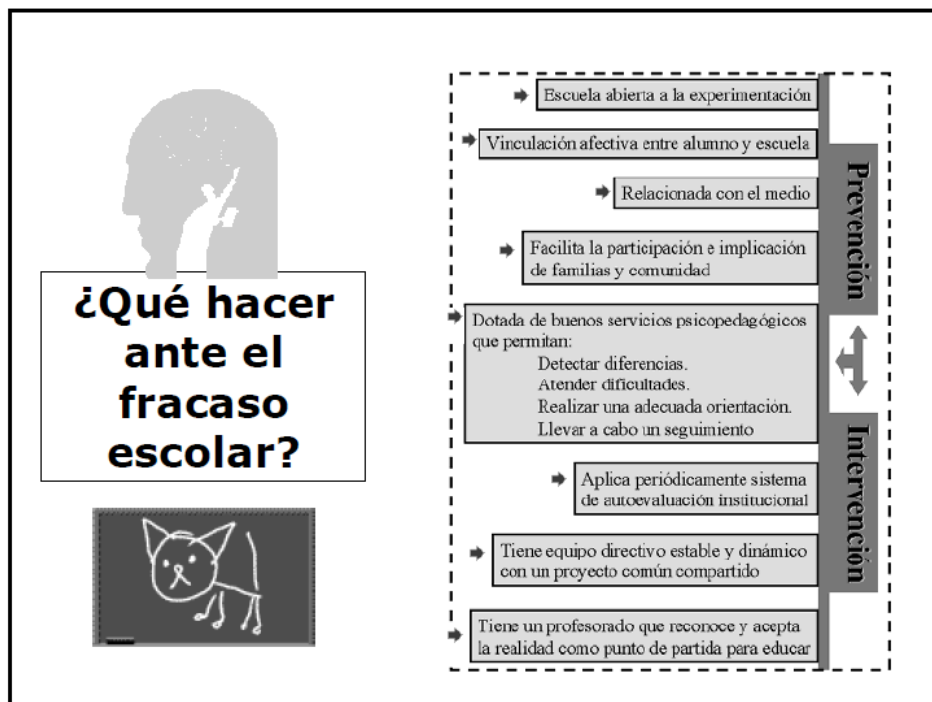 ¿Qué hacer
ante el
fracaso
escolar?
Escuela abierta a la experimentación
Vinculación afectiva entre alumno y escuela
Relacionada con el medio
Facilita la participación e implicación
de familias y comunidad
Dotada de buenos servicios psicopedagógicos
que permitan:
Detectar diferencias.
Atender dificultades.
Realizar una adecuada orientación.
Llevar a cabo un seguimiento
Aplica periódicamente sistema
de autoevaluación institucional
Tiene equipo directivo estable y dinámico
con un proyecto común compartido
Tiene un profesorado que reconoce y acepta
la realidad como punto de partida para educar
Prevención
Intervención